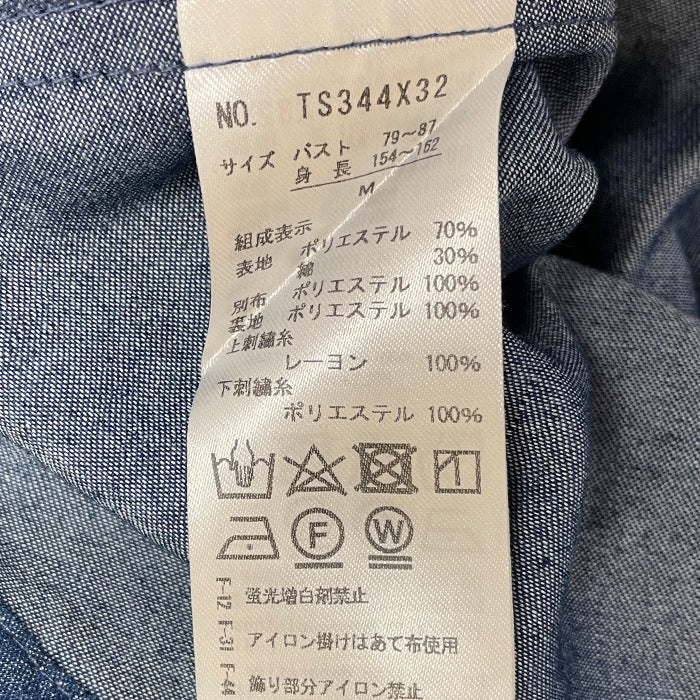 NO. TS344X32
サイズ バスト 79～87
身長 154～162
M
組成表示
表地 ポリエステル 70%
綿 30%
別布 ポリエステル 100%
裏地 ポリエステル 100%
上刺繍糸
レーヨン 100%
下刺繍糸
ポリエステル 100%
F W
F-12 F-31 F-44
蛍光増白剤禁止
アイロン掛けはあて布使用
飾り部分アイロン禁止